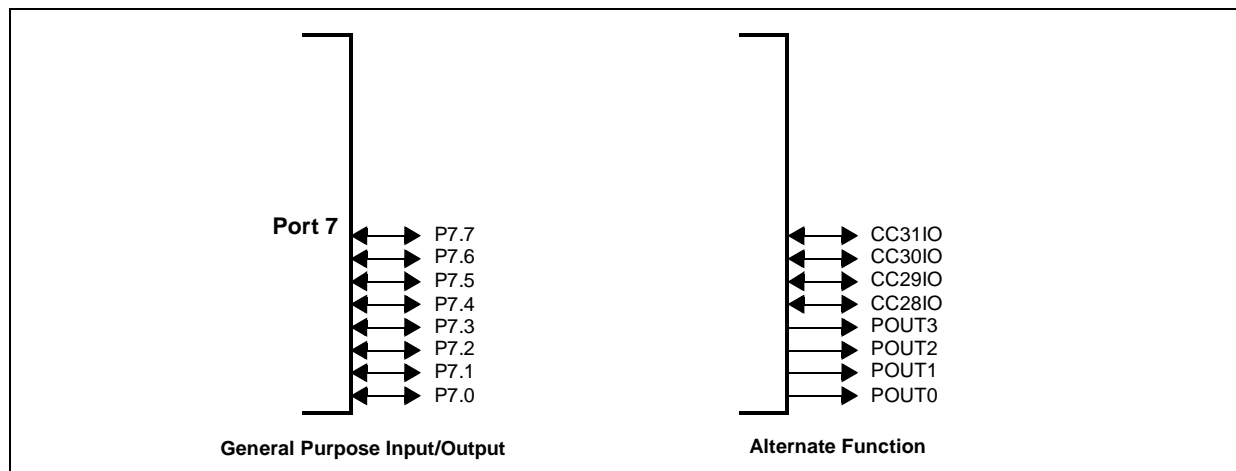 Port 7
P7.7
P7.6
P7.5
P7.4
P7.3
P7.2
P7.1
P7.0
General Purpose Input/Output
CC31IO
CC30IO
CC29IO
CC28IO
POUT3
POUT2
POUT1
POUT0
Alternate Function